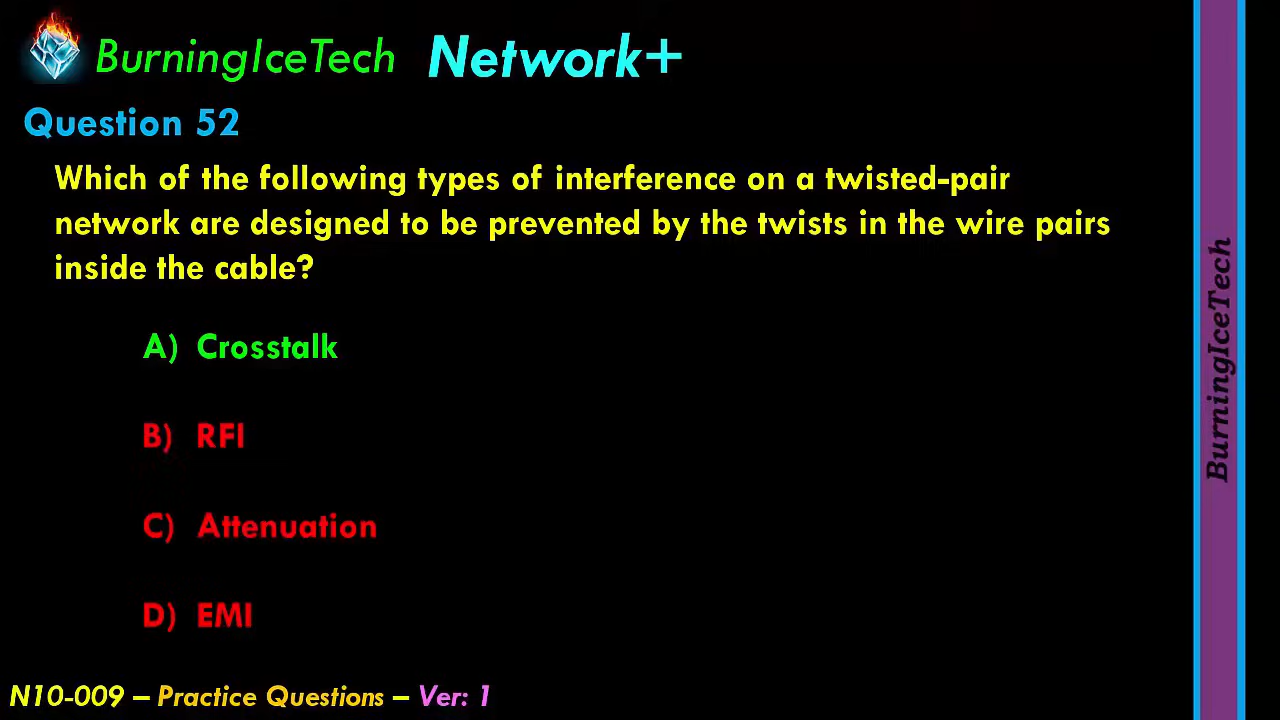 BurningIceTech Network+
Question 52
Which of the following types of interference on a twisted-pair
network are designed to be prevented by the twists in the wire pairs
inside the cable?
A) Crosstalk
B) RFI
C) Attenuation
D) EMI
N10-009 – Practice Questions – Ver: 1
BurningIceTech